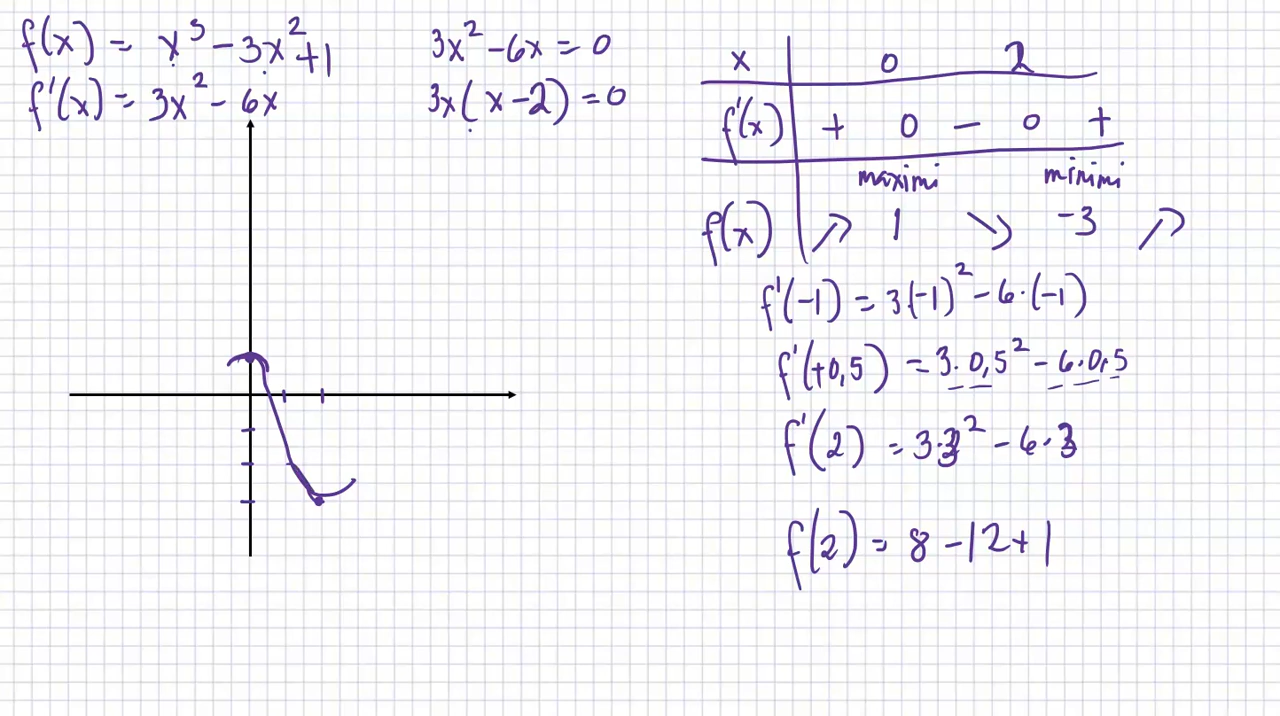 f(x) = x³ - 3x² + 1
f'(x) = 3x² - 6x
3x² - 6x = 0
3x(x - 2) = 0
x 0 2
f'(x) + 0 - 0 +
maximi minimi
f(x) ↗ 1 ↘ -3 ↗
f'(-1) = 3(-1)² - 6·(-1)
f'(+0,5) = 3·0,5² - 6·0,5
f'(2) = 3·3² - 6·3
f(2) = 8 - 12 + 1